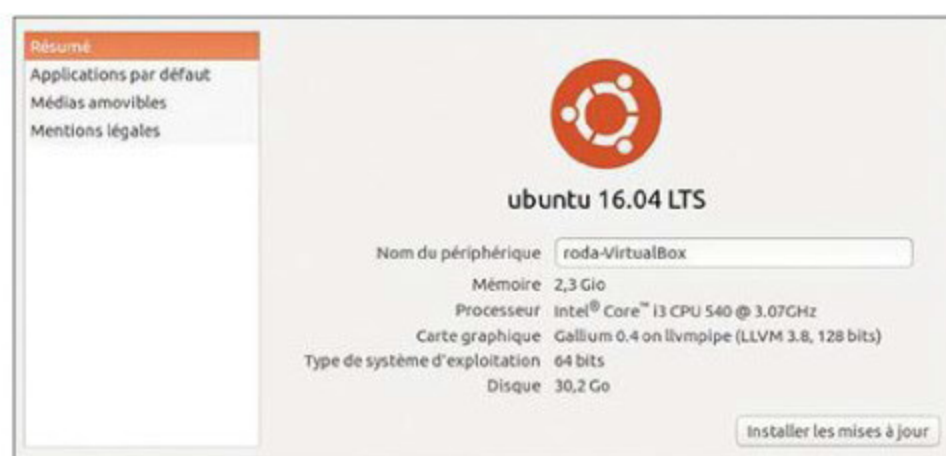 Résumé
Applications par défaut
Médias amovibles
Mentions légales
ubuntu 16.04 LTS
Nom du périphérique roda-VirtualBox
Mémoire 2,3 Gio
Processeur Intel® Core™ i3 CPU 540 @ 3.07GHz
Carte graphique Gallium 0.4 on llvmpipe (LLVM 3.8, 128 bits)
Type de système d'exploitation 64 bits
Disque 30,2 Go
Installer les mises à jour